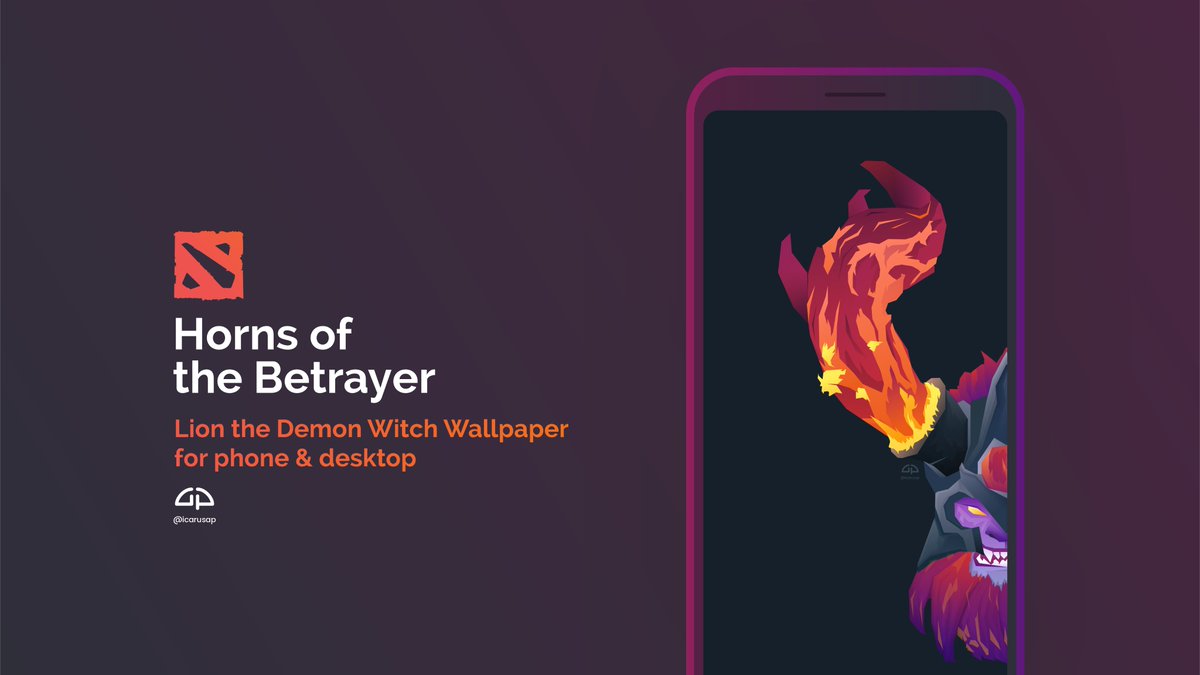 Horns of
the Betrayer
Lion the Demon Witch Wallpaper
for phone & desktop
@icarusap